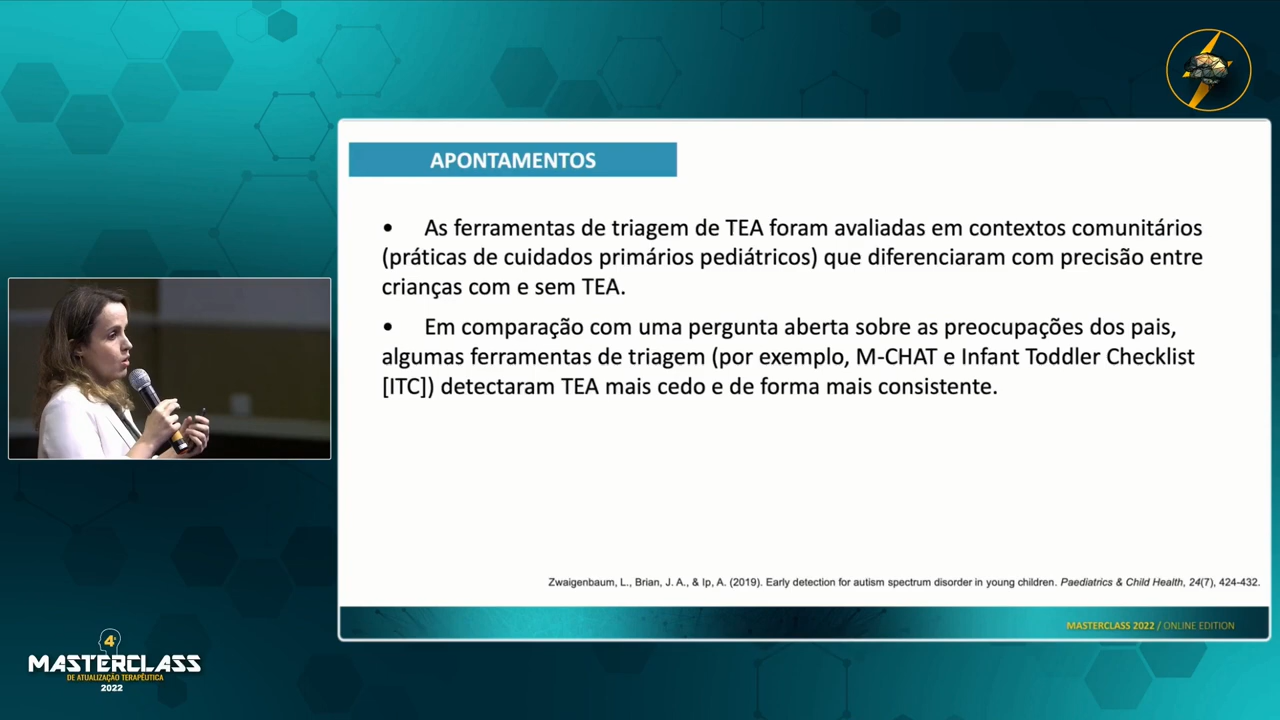 APONTAMENTOS
• As ferramentas de triagem de TEA foram avaliadas em contextos comunitários
(práticas de cuidados primários pediátricos) que diferenciaram com precisão entre
crianças com e sem TEA.
• Em comparação com uma pergunta aberta sobre as preocupações dos pais,
algumas ferramentas de triagem (por exemplo, M-CHAT e Infant Toddler Checklist
[ITC]) detectaram TEA mais cedo e de forma mais consistente.
Zwaigenbaum, L., Brian, J. A., & Ip, A. (2019). Early detection for autism spectrum disorder in young children. Paediatrics & Child Health, 24(7), 424-432.
MASTERCLASS 2022 / ONLINE EDITION
4ª
MASTERCLASS
DE ATUALIZAÇÃO TERAPÊUTICA
2022